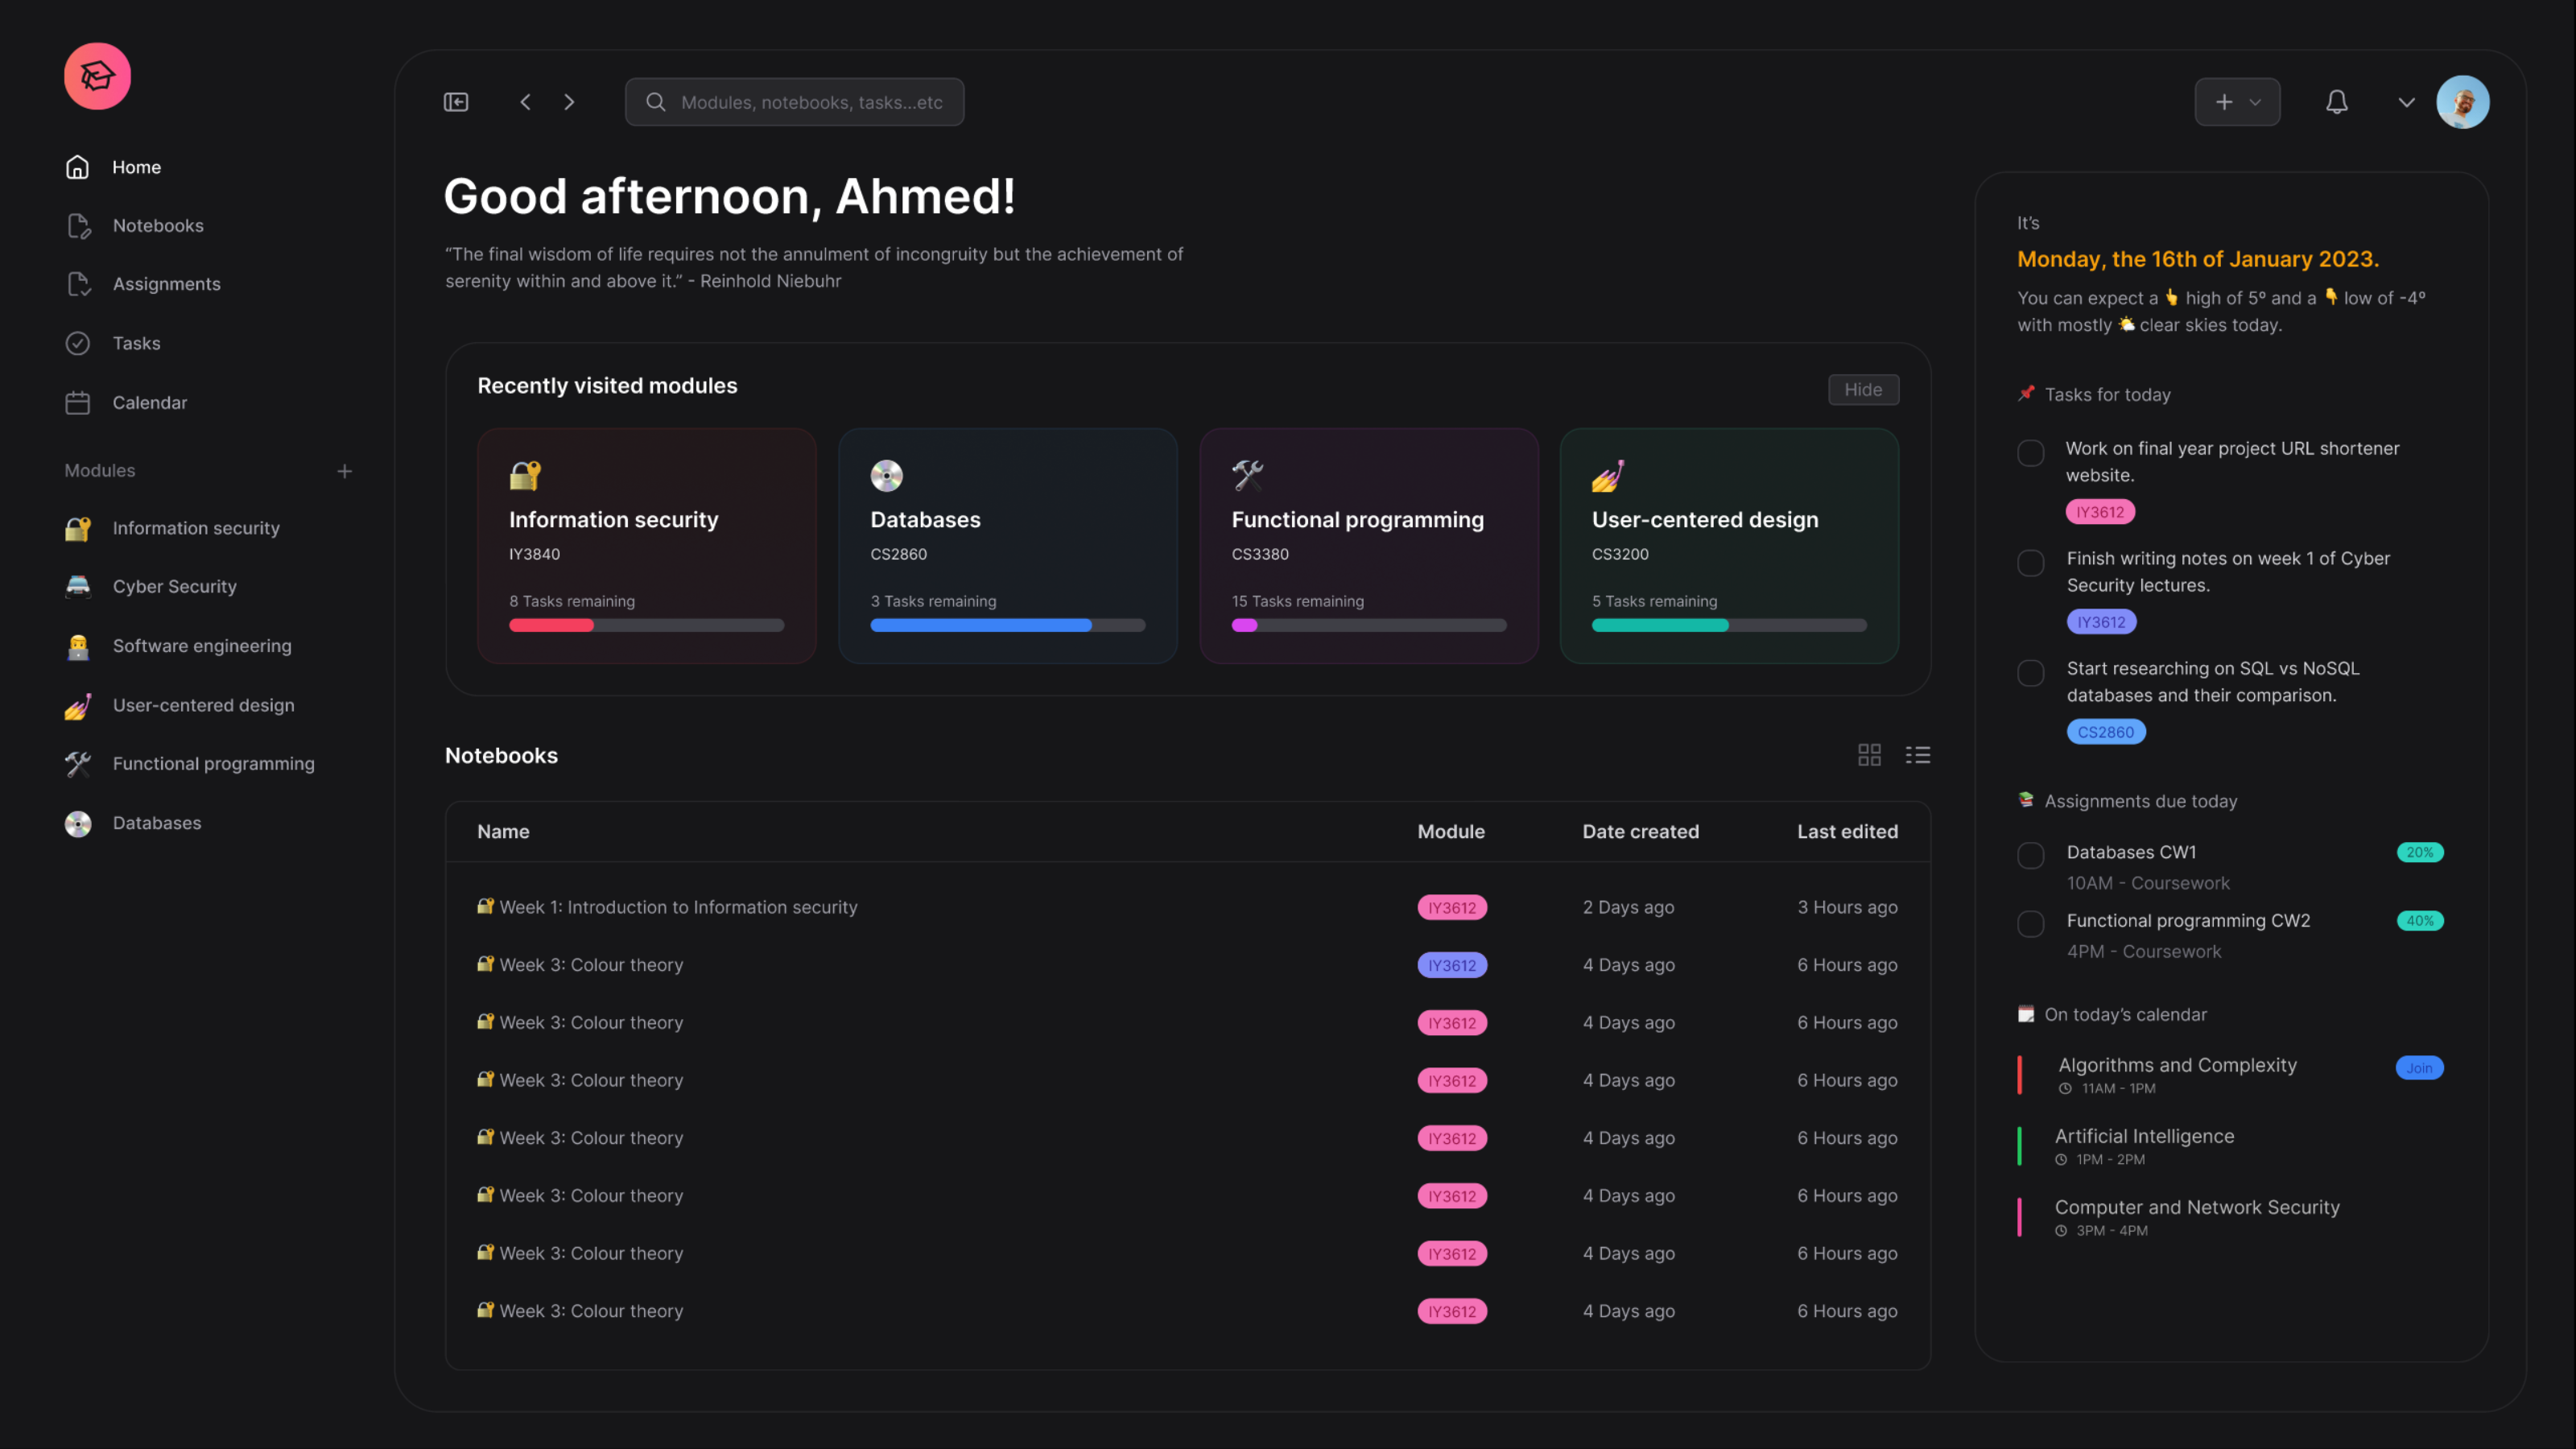 Modules, notebooks, tasks...etc
Home
Notebooks
Assignments
Tasks
Calendar
Modules
Information security
Cyber Security
Software engineering
User-centered design
Functional programming
Databases
Good afternoon, Ahmed!
“The final wisdom of life requires not the annulment of incongruity but the achievement of
serenity within and above it.” - Reinhold Niebuhr
Recently visited modules
Hide
Information security
IY3840
8 Tasks remaining
Databases
CS2860
3 Tasks remaining
Functional programming
CS3380
15 Tasks remaining
User-centered design
CS3200
5 Tasks remaining
Notebooks
Name Module Date created Last edited
Week 1: Introduction to Information security IY3612 2 Days ago 3 Hours ago
Week 3: Colour theory IY3612 4 Days ago 6 Hours ago
Week 3: Colour theory IY3612 4 Days ago 6 Hours ago
Week 3: Colour theory IY3612 4 Days ago 6 Hours ago
Week 3: Colour theory IY3612 4 Days ago 6 Hours ago
Week 3: Colour theory IY3612 4 Days ago 6 Hours ago
Week 3: Colour theory IY3612 4 Days ago 6 Hours ago
Week 3: Colour theory IY3612 4 Days ago 6 Hours ago
It’s
Monday, the 16th of January 2023.
You can expect a 👆 high of 5º and a 👇 low of -4º
with mostly 🌤 clear skies today.
Tasks for today
Work on final year project URL shortener
website.
IY3612
Finish writing notes on week 1 of Cyber
Security lectures.
IY3612
Start researching on SQL vs NoSQL
databases and their comparison.
CS2860
Assignments due today
Databases CW1 20%
10AM - Coursework
Functional programming CW2 40%
4PM - Coursework
On today’s calendar
Algorithms and Complexity Join
11AM - 1PM
Artificial Intelligence
1PM - 2PM
Computer and Network Security
3PM - 4PM